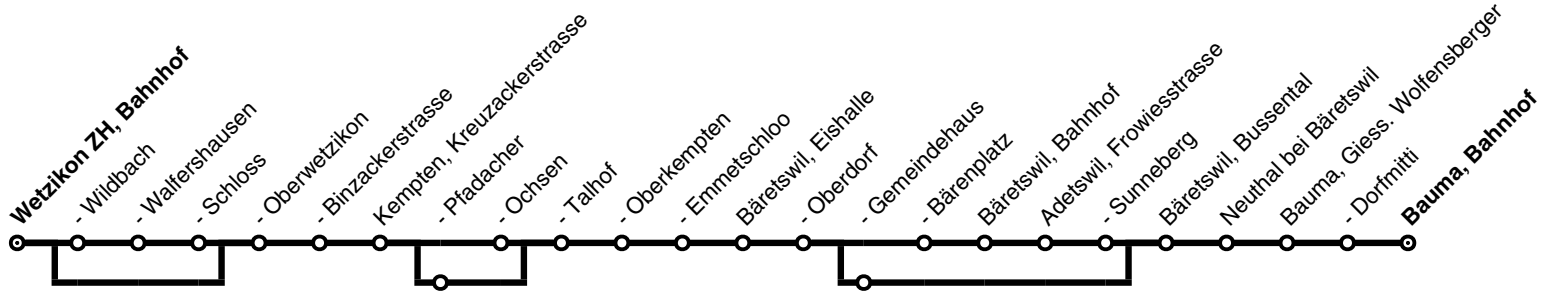 Wetzikon ZH, Bahnhof
- Wildbach
- Walfershausen
- Schloss
- Oberwetzikon
- Binzackerstrasse
Kempten, Kreuzackerstrasse
- Pfadacher
- Ochsen
- Talhof
- Oberkempten
- Emmetschloo
Bäretswil, Eishalle
- Oberdorf
- Gemeindehaus
- Bärenplatz
Bäretswil, Bahnhof
Adetswil, Frowiesstrasse
- Sunneberg
Bäretswil, Bussental
Neuthal bei Bäretswil
Bauma, Giess. Wolfensberger
- Dorfmitti
Bauma, Bahnhof